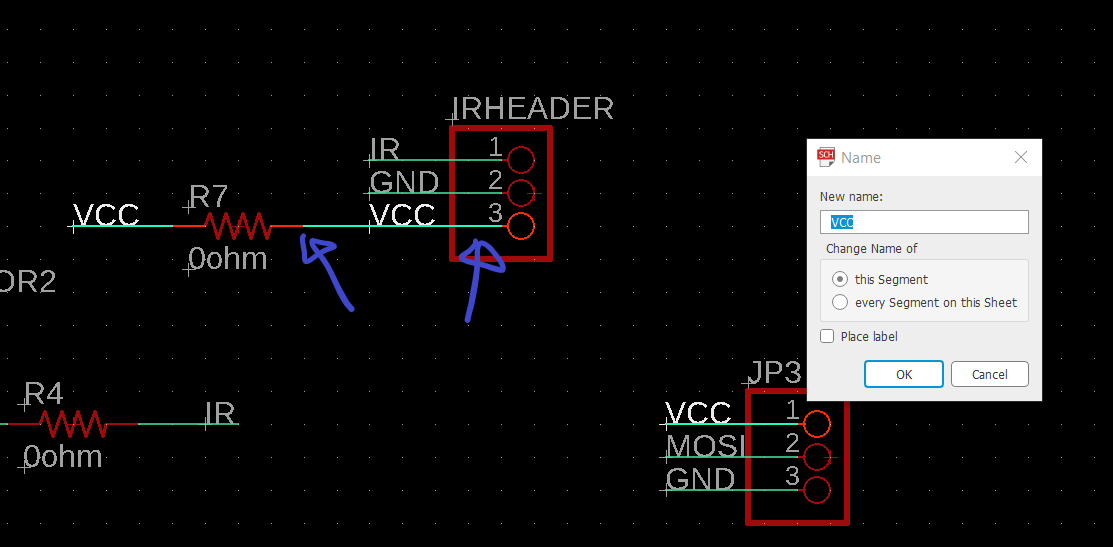 IRHEADER
IR 1
GND 2
VCC 3
R7
VCC
0ohm
OR2
R4
IR
0ohm
JP3
VCC 1
MOSI 2
GND 3
SCH Name
New name:
VCC
Change Name of
this Segment
every Segment on this Sheet
Place label
OK Cancel